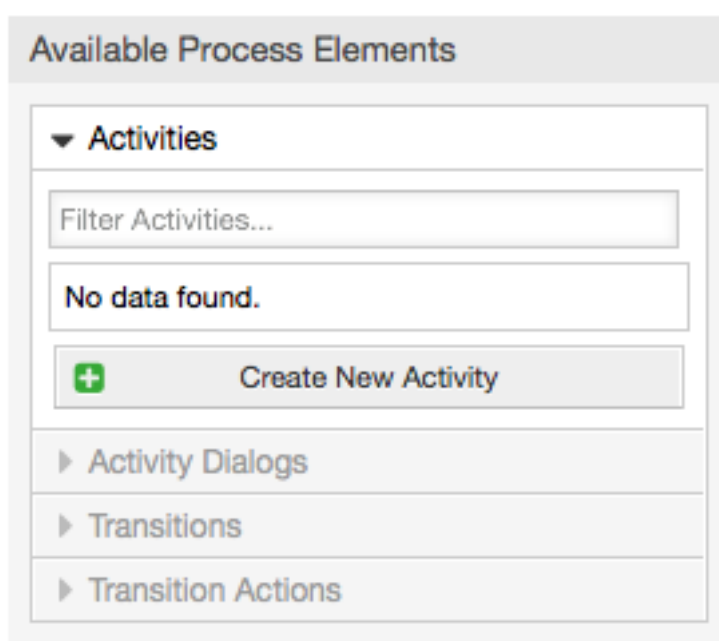 Available Process Elements
Activities
Filter Activities...
No data found.
Create New Activity
Activity Dialogs
Transitions
Transition Actions